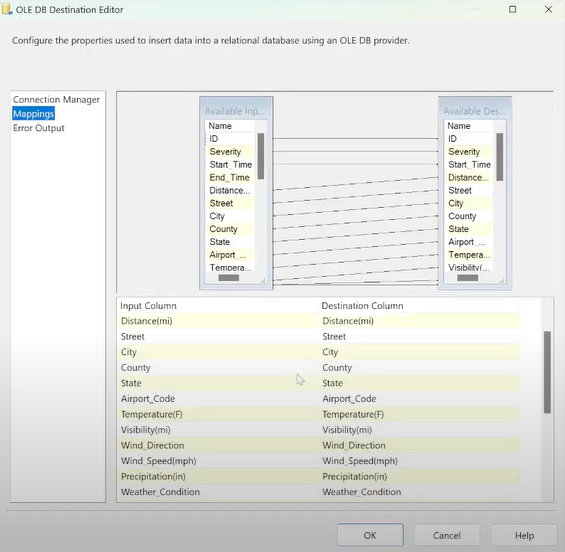 OLE DB Destination Editor
Configure the properties used to insert data into a relational database using an OLE DB provider.
Connection Manager
Mappings
Error Output
Available Inp...
Name
ID
Severity
Start_Time
End_Time
Distance...
Street
City
County
State
Airport_...
Tempera...
Available Des...
Name
ID
Severity
Start_Time
Distance...
Street
City
County
State
Airport_...
Tempera...
Visibility(...
Input Column Destination Column
Distance(mi) Distance(mi)
Street Street
City City
County County
State State
Airport_Code Airport_Code
Temperature(F) Temperature(F)
Visibility(mi) Visibility(mi)
Wind_Direction Wind_Direction
Wind_Speed(mph) Wind_Speed(mph)
Precipitation(in) Precipitation(in)
Weather_Condition Weather_Condition
OK Cancel Help